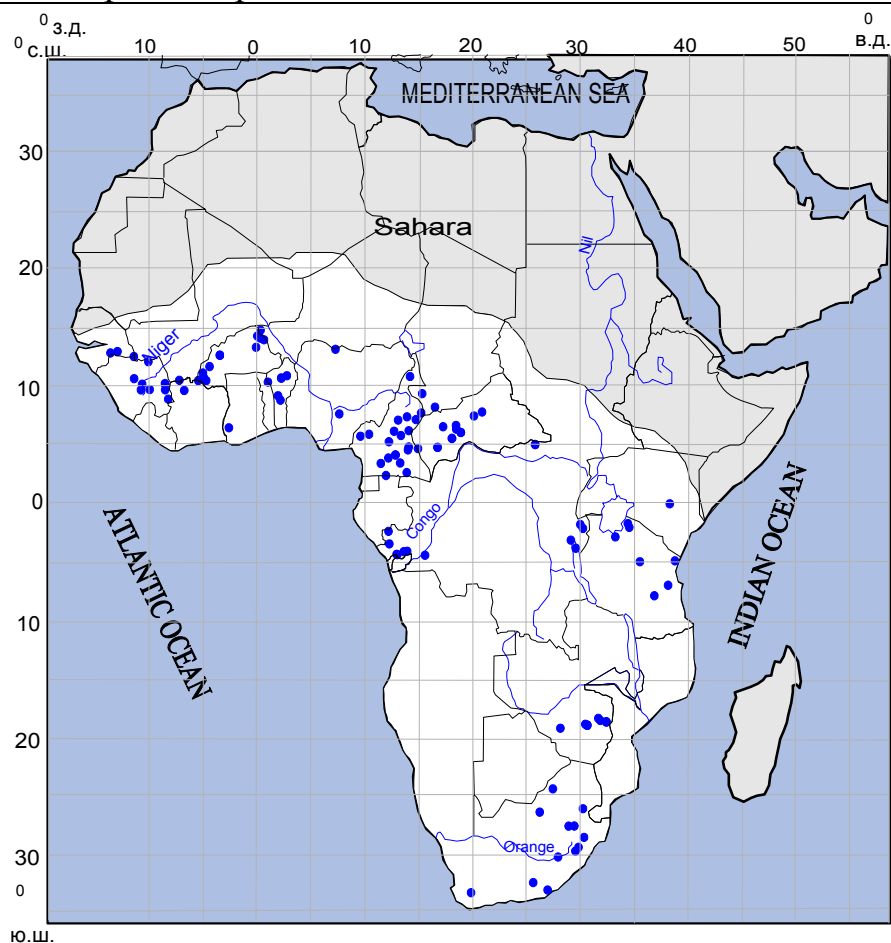 0 з.д.
0
0 с.ш.
10
0
10
20
30
40
50
в.д.
MEDITERRANEAN SEA
30
Sahara
Nil
20
Niger
10
0
Congo
ATLANTIC OCEAN
INDIAN OCEAN
10
20
Orange
30
0
ю.ш.